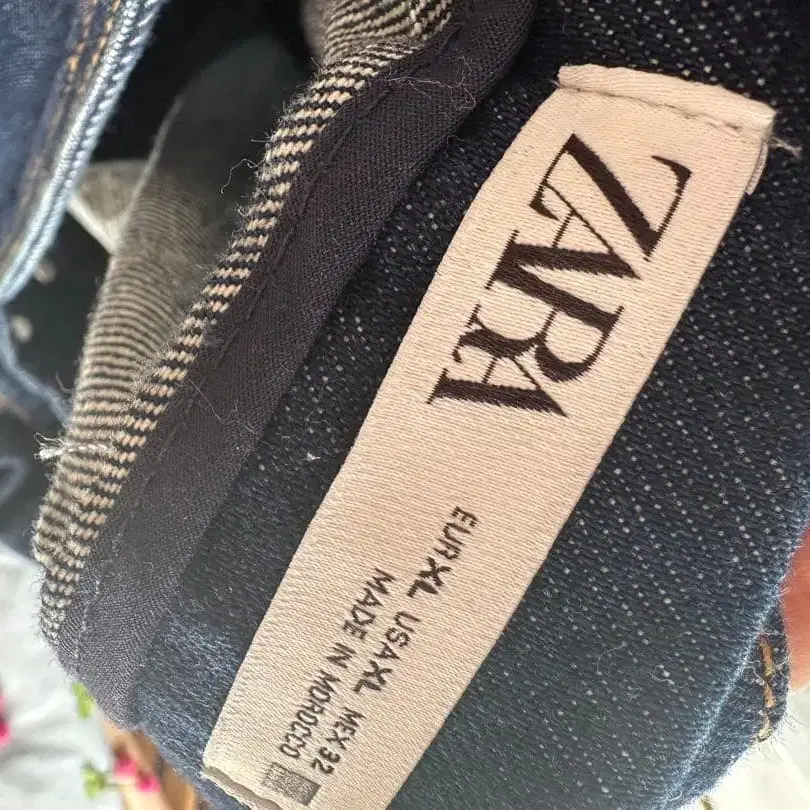 ZARA
EUR XL USA XL MEX 32
MADE IN MOROCCO